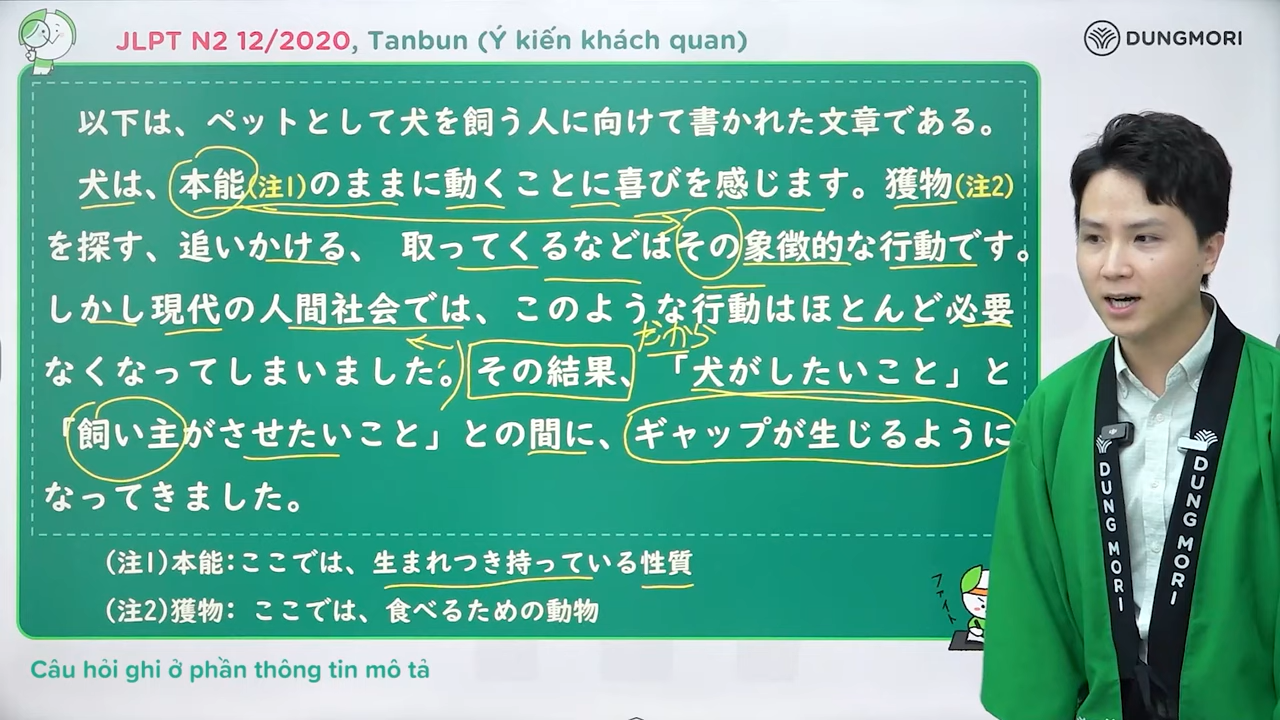 JLPT N2 12/2020, Tanbun (Ý kiến khách quan)
DUNGMORI
以下は、ペットとして犬を飼う人に向けて書かれた文章である。
犬は、本能(注1)のままに動くことに喜びを感じます。獲物(注2)
を探す、追いかける、 取ってくるなどはその象徴的な行動です。
しかし現代の人間社会では、このような行動はほとんど必要
だから
なくなってしまいました。その結果、「犬がしたいこと」と
「飼い主がさせたいこと」との間に、ギャップが生じるように
なってきました。
(注1)本能：ここでは、生まれつき持っている性質
(注2)獲物： ここでは、食べるための動物
ファイト
Câu hỏi ghi ở phần thông tin mô tả
DUNGMORI
DUNGMORI